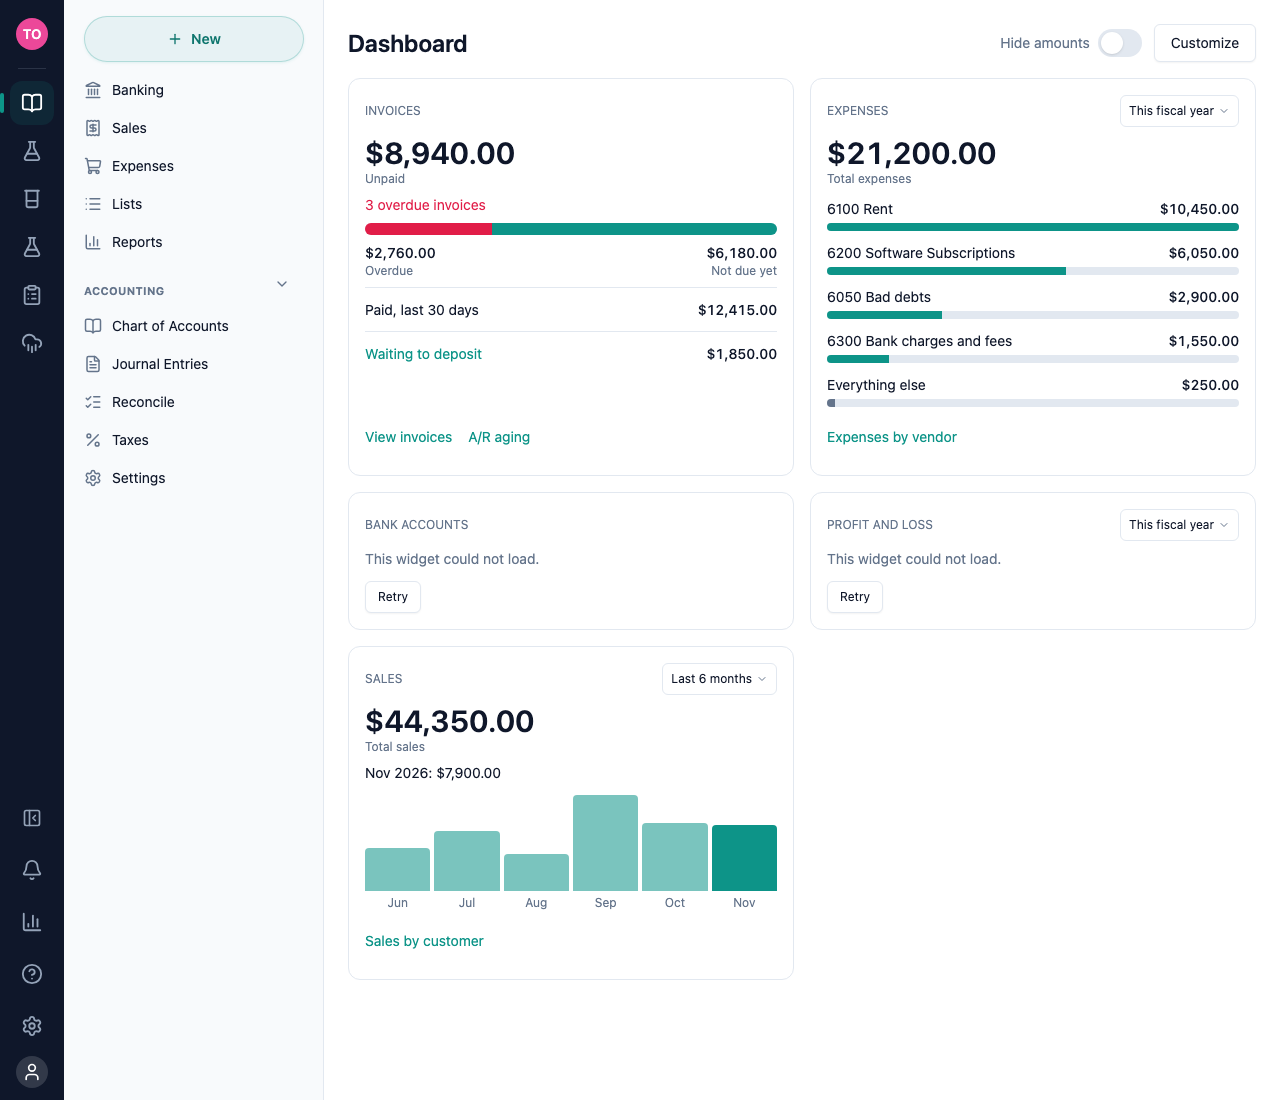 TO
New
Banking
Sales
Expenses
Lists
Reports
ACCOUNTING
Chart of Accounts
Journal Entries
Reconcile
Taxes
Settings
Dashboard
Hide amounts
Customize
INVOICES
$8,940.00
Unpaid
3 overdue invoices
$2,760.00 $6,180.00
Overdue Not due yet
Paid, last 30 days $12,415.00
Waiting to deposit $1,850.00
View invoices A/R aging
EXPENSES This fiscal year
$21,200.00
Total expenses
6100 Rent $10,450.00
6200 Software Subscriptions $6,050.00
6050 Bad debts $2,900.00
6300 Bank charges and fees $1,550.00
Everything else $250.00
Expenses by vendor
BANK ACCOUNTS
This widget could not load.
Retry
PROFIT AND LOSS This fiscal year
This widget could not load.
Retry
SALES Last 6 months
$44,350.00
Total sales
Nov 2026: $7,900.00
Jun Jul Aug Sep Oct Nov
Sales by customer